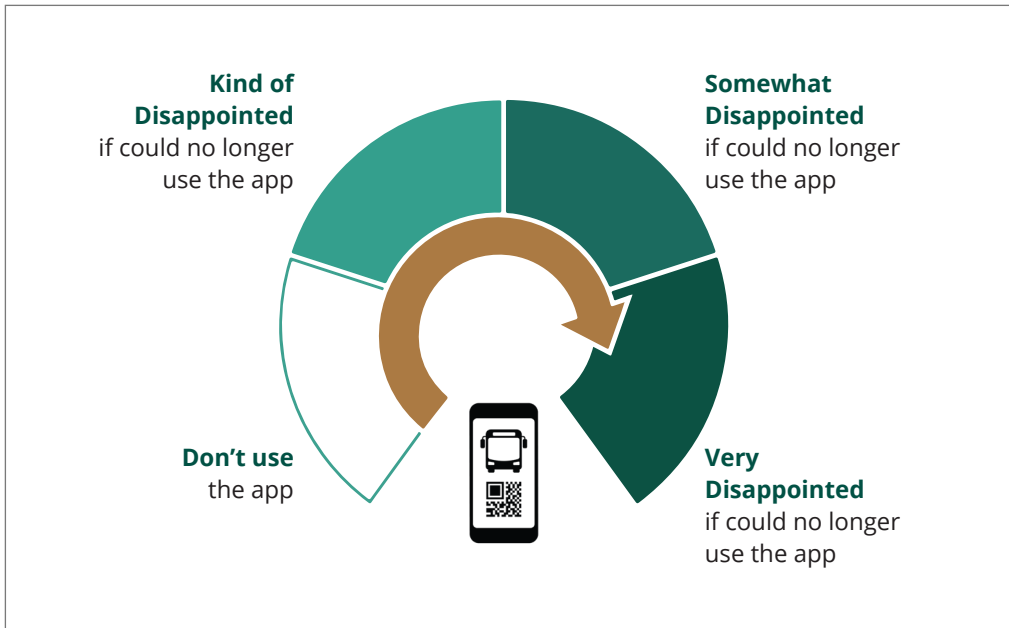 Kind of
Disappointed
if could no longer
use the app
Somewhat
Disappointed
if could no longer
use the app
Don’t use
the app
Very
Disappointed
if could no longer
use the app